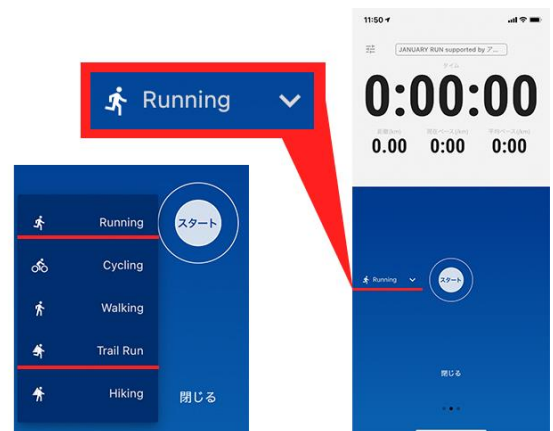 11:50
JANUARY RUN supported by ア...
タイム
0:00:00
距離(km) 現在ペース(/km) 平均ペース(/km)
0.00 0:00 0:00
Running
スタート
閉じる
Running
Running
スタート
Cycling
Walking
Trail Run
Hiking
閉じる